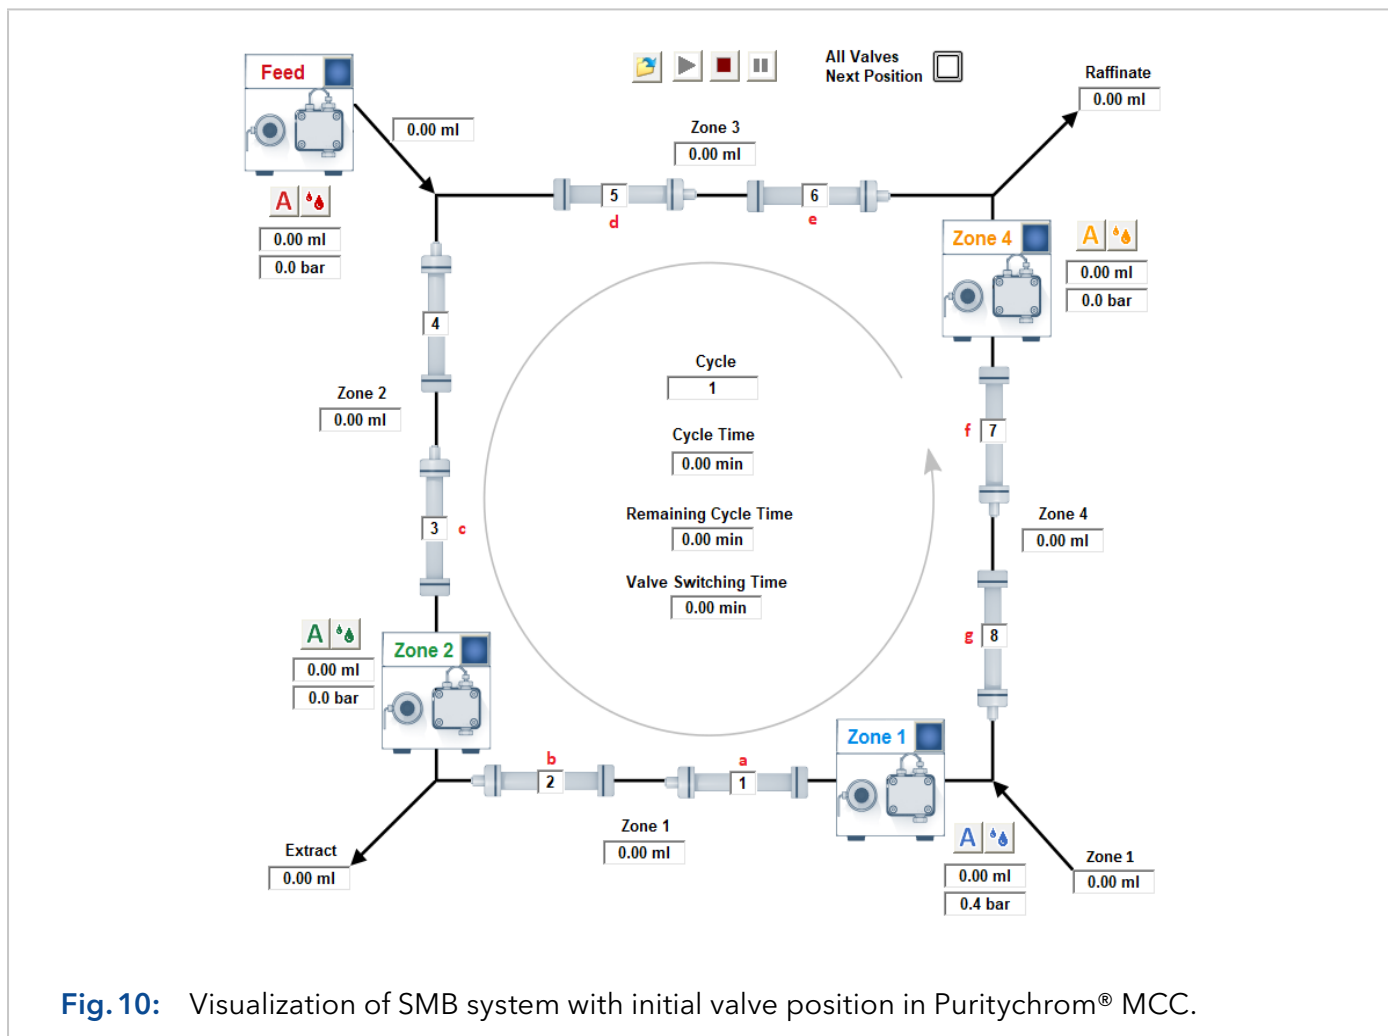 Feed
All Valves
Next Position
Raffinate
0.00 ml
0.00 ml
Zone 3
0.00 ml
A
0.00 ml
0.0 bar
5
d
6
e
Zone 4
A
0.00 ml
0.0 bar
4
Zone 2
0.00 ml
Cycle
1
Cycle Time
0.00 min
Remaining Cycle Time
0.00 min
Valve Switching Time
0.00 min
f
7
Zone 4
0.00 ml
3
c
g
8
A
0.00 ml
0.0 bar
Zone 2
Zone 1
b
2
a
1
Zone 1
0.00 ml
Extract
0.00 ml
A
0.00 ml
0.4 bar
Zone 1
0.00 ml
Fig. 10: Visualization of SMB system with initial valve position in Puritychrom® MCC.